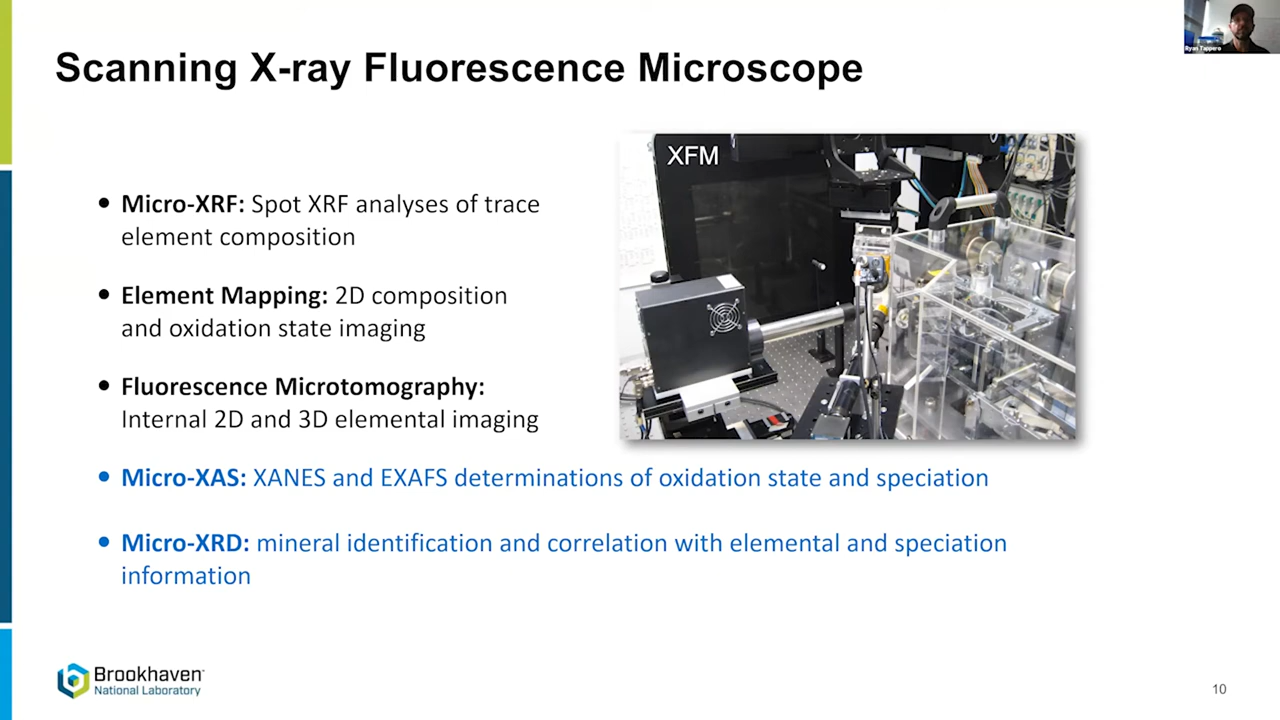 Ryan Tappero
Scanning X-ray Fluorescence Microscope
XFM
• Micro-XRF: Spot XRF analyses of trace
element composition
• Element Mapping: 2D composition
and oxidation state imaging
• Fluorescence Microtomography:
Internal 2D and 3D elemental imaging
• Micro-XAS: XANES and EXAFS determinations of oxidation state and speciation
• Micro-XRD: mineral identification and correlation with elemental and speciation
information
Brookhaven
National Laboratory
10